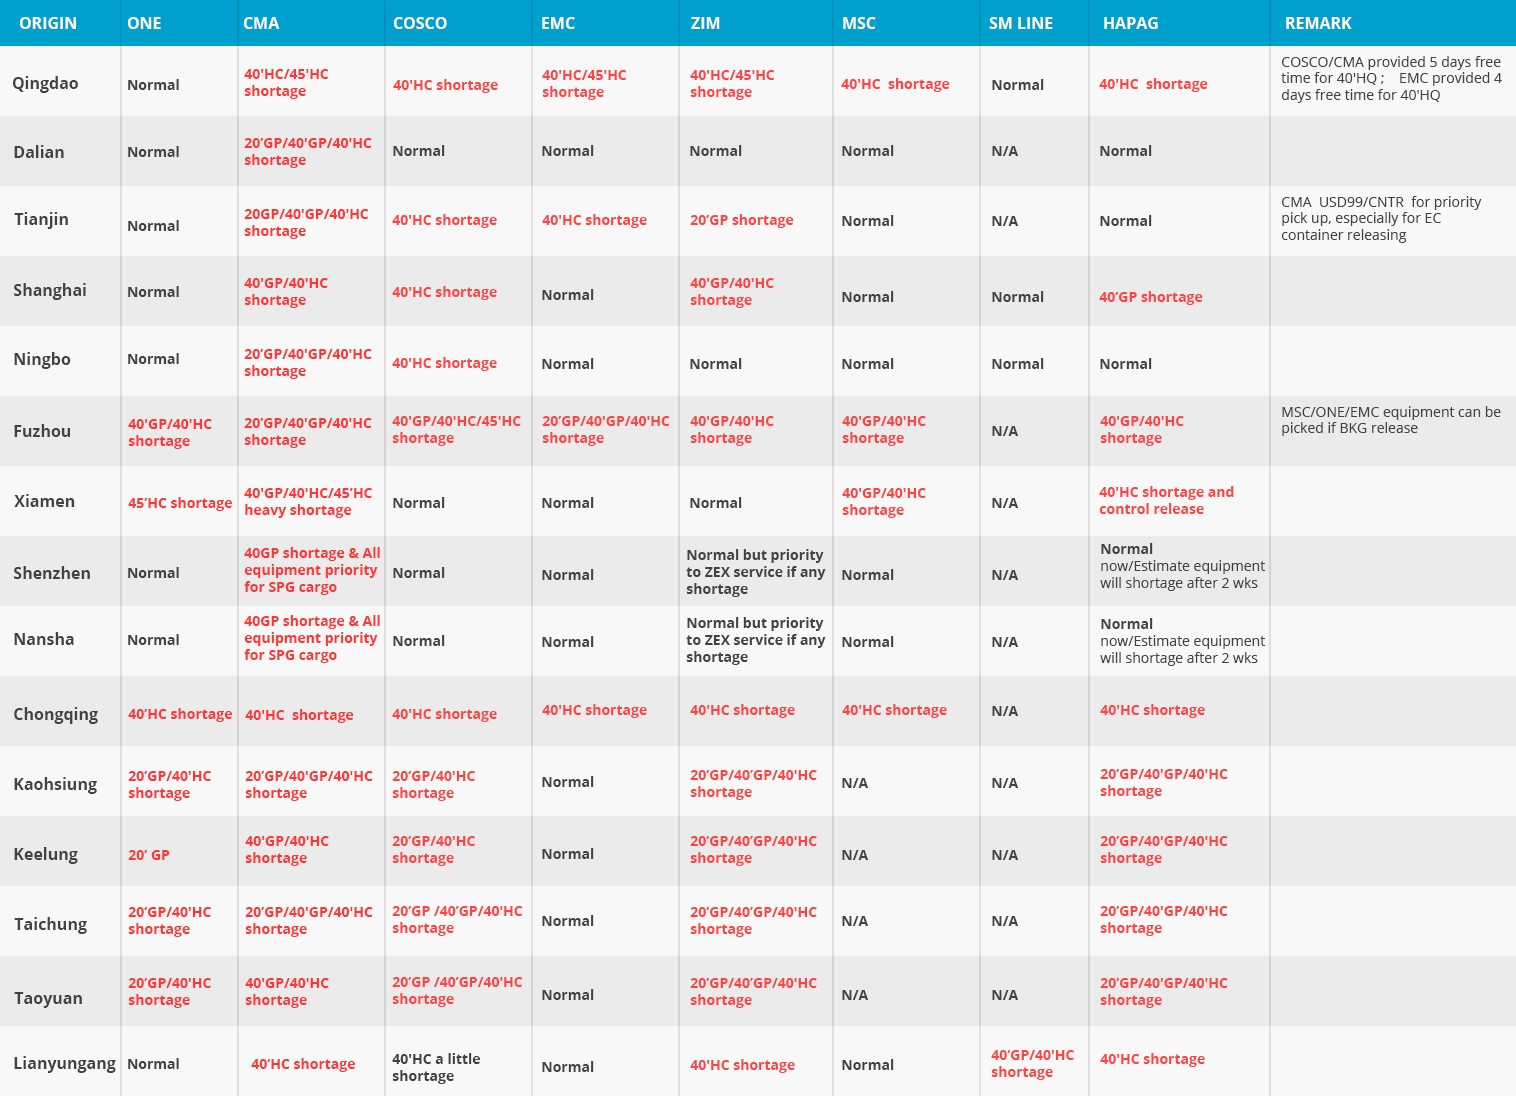 ORIGIN ONE CMA COSCO EMC ZIM MSC SM LINE HAPAG REMARK
Qingdao
Normal
40'HC/45'HC
shortage
40'HC shortage
40'HC/45'HC
shortage
40'HC/45'HC
shortage
40'HC  shortage
Normal
40'HC  shortage
COSCO/CMA provided 5 days free
time for 40'HQ ;    EMC provided 4
days free time for 40'HQ
Dalian
Normal
20'GP/40'GP/40'HC
shortage
Normal
Normal
Normal
Normal
N/A
Normal
Tianjin
Normal
20GP/40'GP/40'HC
shortage
40'HC shortage
40'HC shortage
20'GP shortage
Normal
N/A
Normal
CMA  USD99/CNTR  for priority
pick up, especially for EC
container releasing
Shanghai
Normal
40'GP/40'HC
shortage
40'HC shortage
Normal
40'GP/40'HC
shortage
Normal
Normal
40'GP shortage
Ningbo
Normal
20'GP/40'GP/40'HC
shortage
40'HC shortage
Normal
Normal
Normal
Normal
Normal
Fuzhou
40'GP/40'HC
shortage
20'GP/40'GP/40'HC
shortage
40'GP/40'HC/45'HC
shortage
20'GP/40'GP/40'HC
shortage
40'GP/40'HC
shortage
40'GP/40'HC
shortage
N/A
40'GP/40'HC
shortage
MSC/ONE/EMC equipment can be
picked if BKG release
Xiamen
45'HC shortage
40'GP/40'HC/45'HC
heavy shortage
Normal
Normal
Normal
40'GP/40'HC
shortage
N/A
40'HC shortage and
control release
Shenzhen
Normal
40GP shortage & All
equipment priority
for SPG cargo
Normal
Normal
Normal but priority
to ZEX service if any
shortage
Normal
N/A
Normal
now/Estimate equipment
will shortage after 2 wks
Nansha
Normal
40GP shortage & All
equipment priority
for SPG cargo
Normal
Normal
Normal but priority
to ZEX service if any
shortage
Normal
N/A
Normal
now/Estimate equipment
will shortage after 2 wks
Chongqing
40'HC shortage
40'HC  shortage
40'HC shortage
40'HC shortage
40'HC shortage
40'HC shortage
N/A
40'HC shortage
Kaohsiung
20'GP/40'HC
shortage
20'GP/40'GP/40'HC
shortage
20'GP/40'HC
shortage
Normal
20'GP/40'GP/40'HC
shortage
N/A
N/A
20'GP/40'GP/40'HC
shortage
Keelung
20' GP
40'GP/40'HC
shortage
20'GP/40'HC
shortage
Normal
20'GP/40'GP/40'HC
shortage
N/A
N/A
20'GP/40'GP/40'HC
shortage
Taichung
20'GP/40'HC
shortage
20'GP/40'GP/40'HC
shortage
20'GP /40'GP/40'HC
shortage
Normal
20'GP/40'GP/40'HC
shortage
N/A
N/A
20'GP/40'GP/40'HC
shortage
Taoyuan
20'GP/40'HC
shortage
40'GP/40'HC
shortage
20'GP /40'GP/40'HC
shortage
Normal
20'GP/40'GP/40'HC
shortage
N/A
N/A
20'GP/40'GP/40'HC
shortage
Lianyungang
Normal
40'HC shortage
40'HC a little
shortage
Normal
40'HC shortage
Normal
40'GP/40'HC
shortage
40'HC shortage